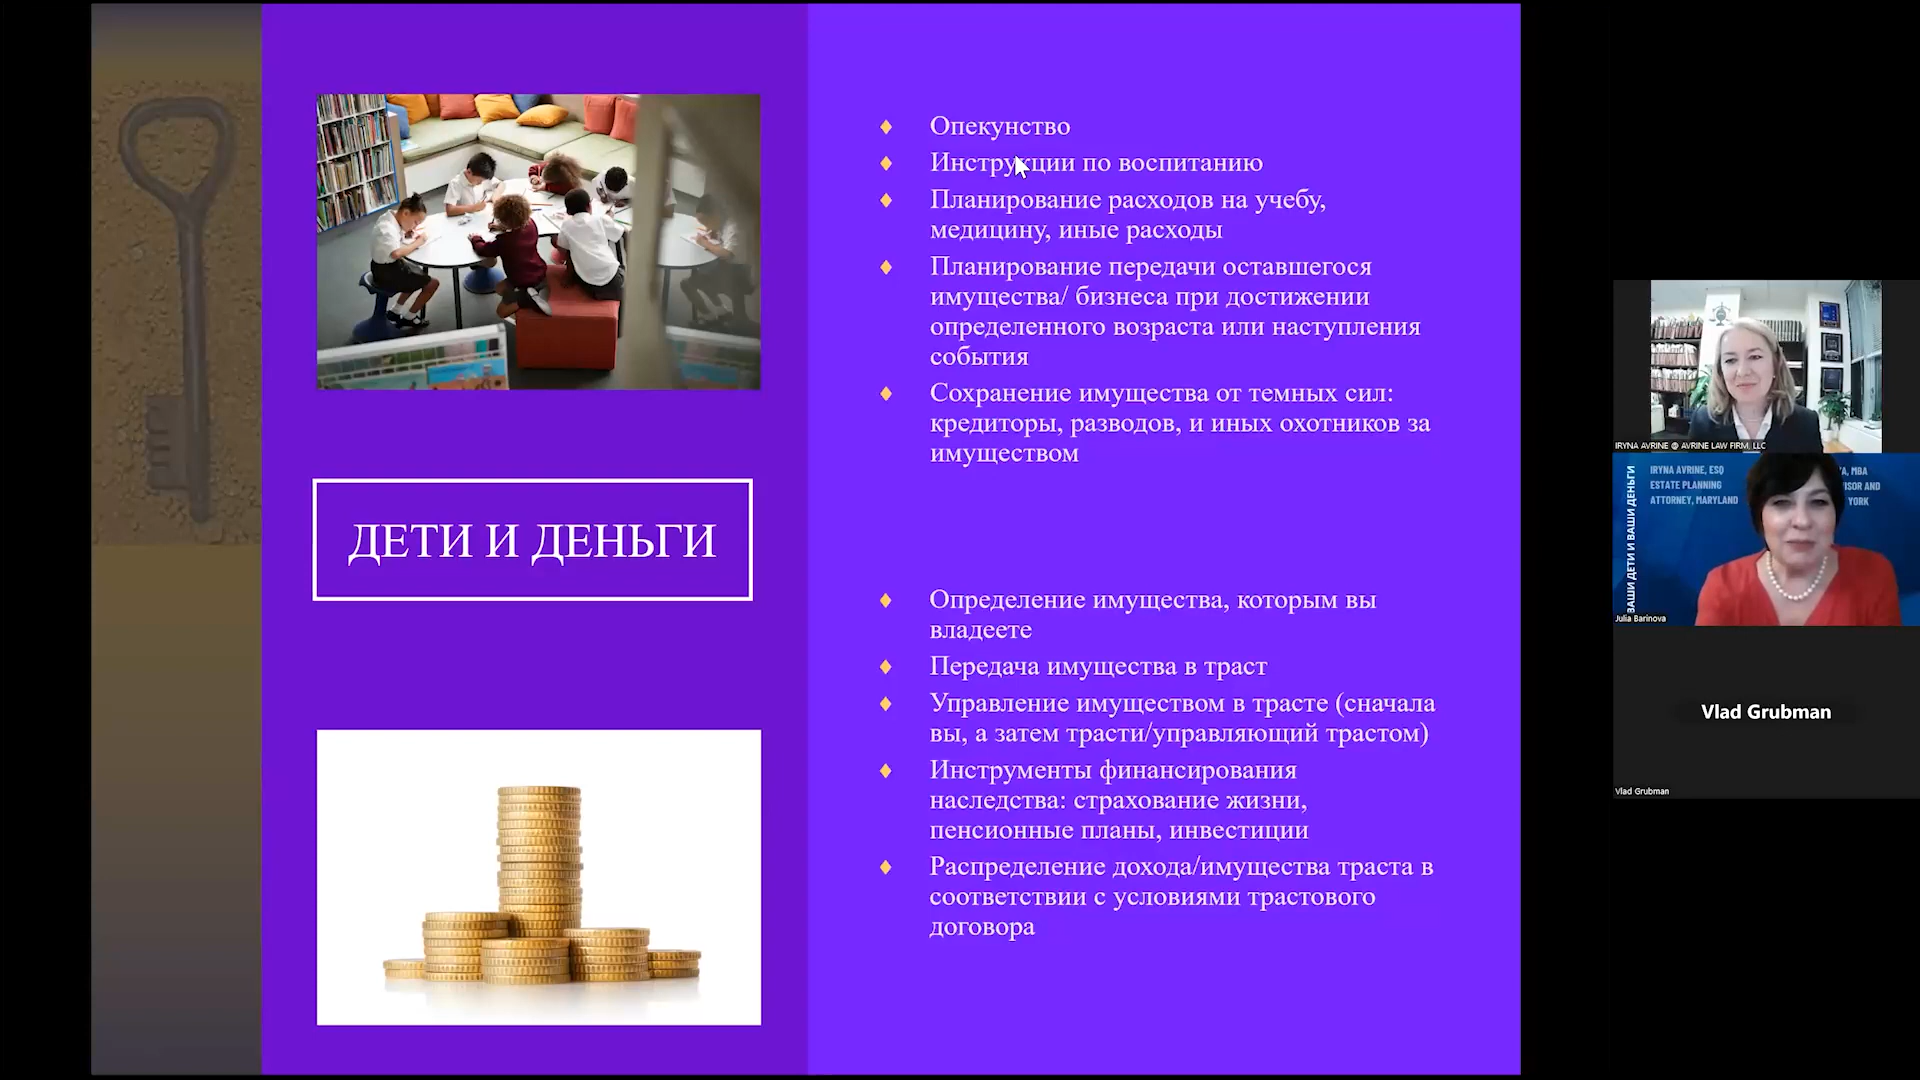 ДЕТИ И ДЕНЬГИ
Опекунство
Инструкции по воспитанию
Планирование расходов на учебу,
медицину, иные расходы
Планирование передачи оставшегося
имущества/ бизнеса при достижении
определенного возраста или наступления
события
Сохранение имущества от темных сил:
кредиторы, разводов, и иных охотников за
имуществом
Определение имущества, которым вы
владеете
Передача имущества в траст
Управление имуществом в трасте (сначала
вы, а затем трасти/управляющий трастом)
Инструменты финансирования
наследства: страхование жизни,
пенсионные планы, инвестиции
Распределение дохода/имущества траста в
соответствии с условиями трастового
договора
IRYNA AVRINE @ AVRINE LAW FIRM, LLC
ВАШИ ДЕТИ И ВАШИ ДЕНЬГИ
IRYNA AVRINE, ESQ
ESTATE PLANNING
ATTORNEY, MARYLAND
MBA
AND
YORK
Julia Barinova
Vlad Grubman
Vlad Grubman